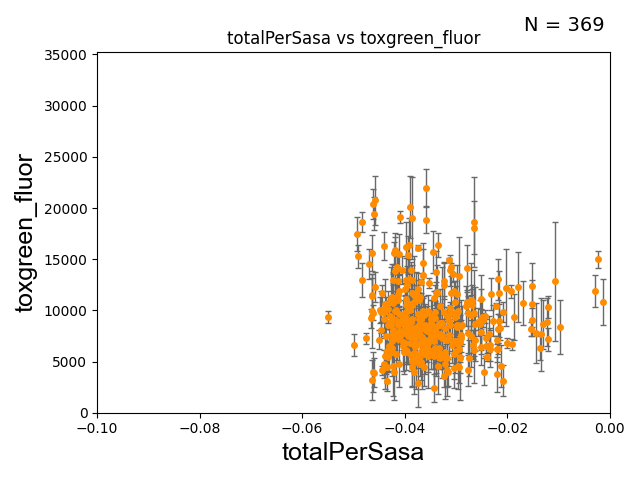 N = 369
totalPerSasa vs toxgreen_fluor
35000
30000
25000
20000
15000
10000
5000
0
toxgreen_fluor
−0.10 −0.08 −0.06 −0.04 −0.02 0.00
totalPerSasa